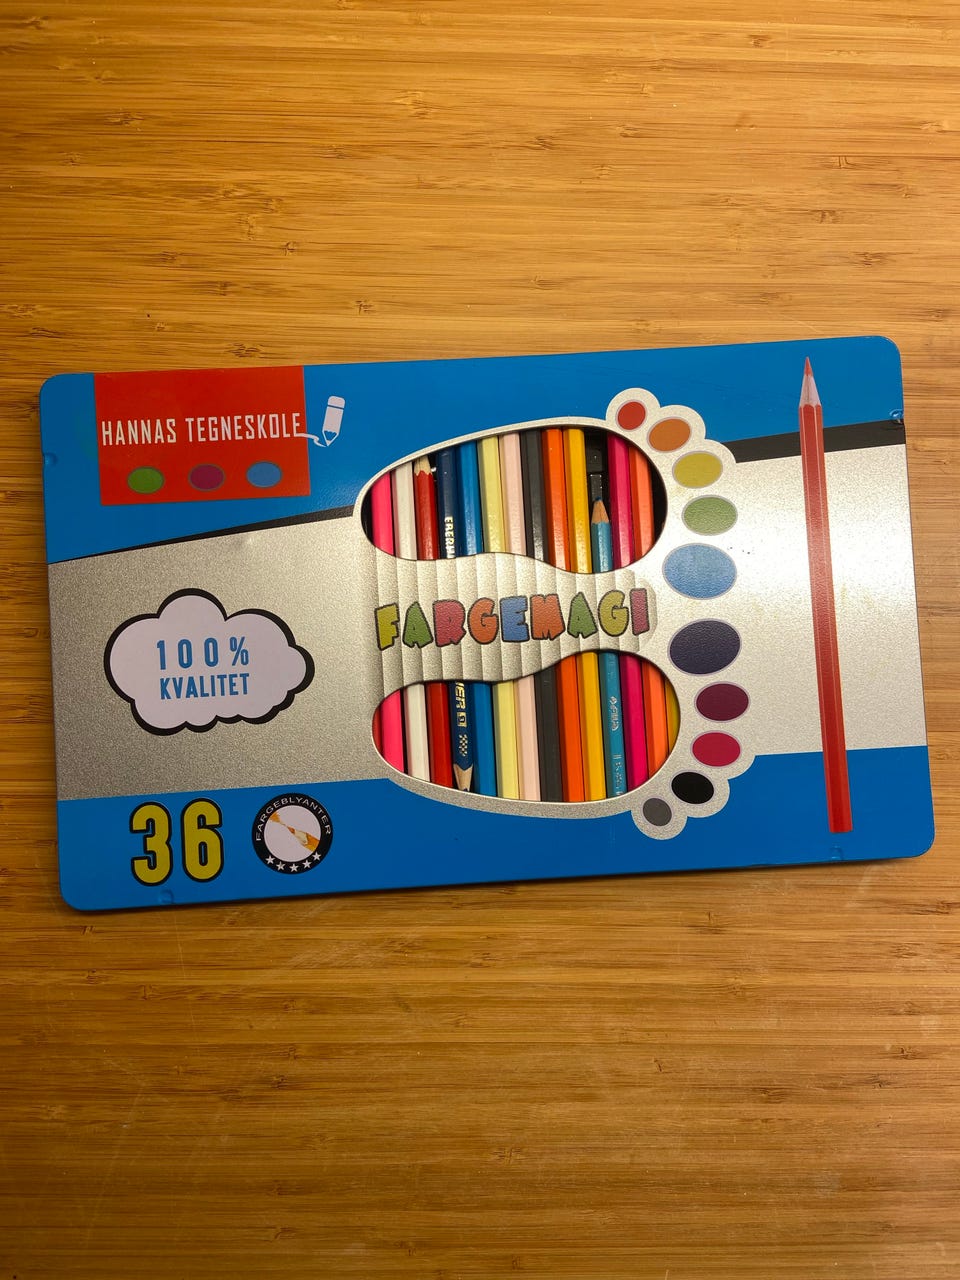 HANNAS TEGNESKOLE
FARGEMAGI
100%
KVALITET
36
FARGEBLYANTER